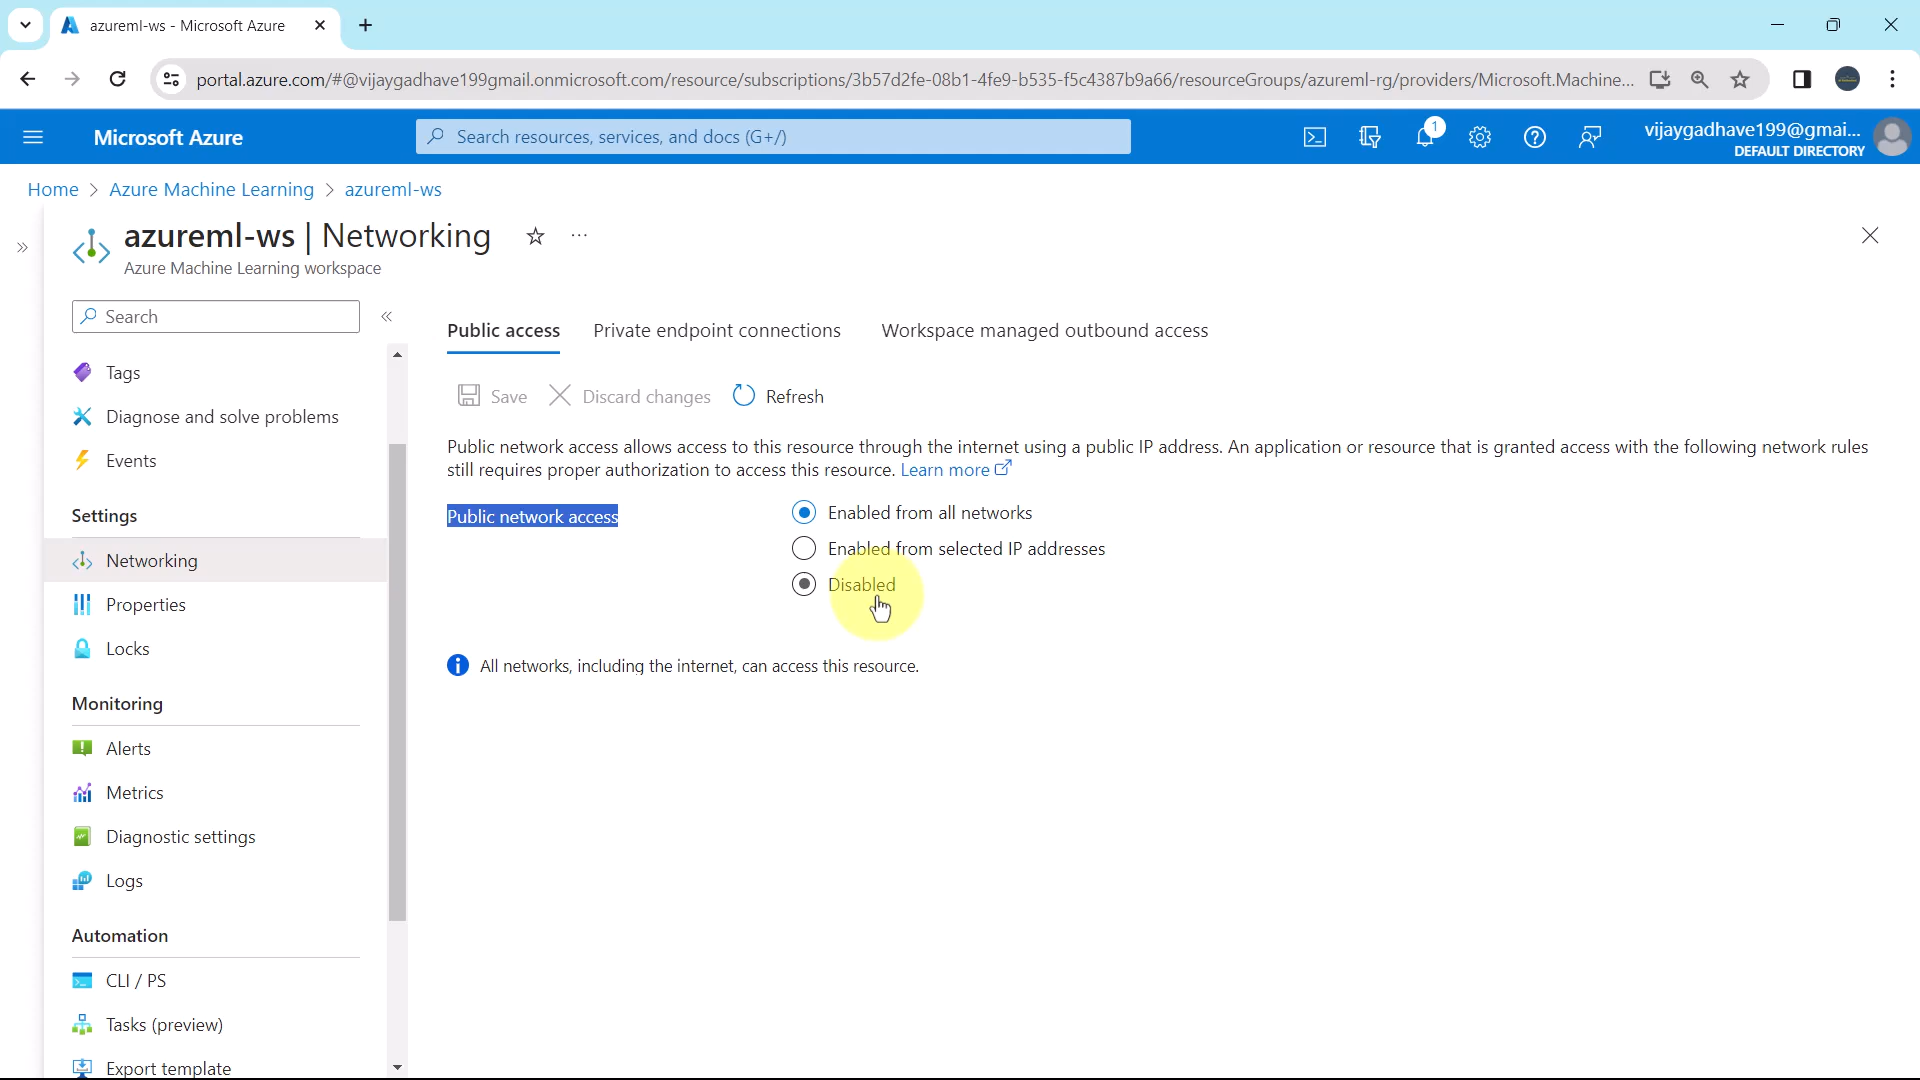 azureml-ws - Microsoft Azure
portal.azure.com/#@vijaygadhave199gmail.onmicrosoft.com/resource/subscriptions/3b57d2fe-08b1-4fe9-b535-f5c4387b9a66/resourceGroups/azureml-rg/providers/Microsoft.Machine...
Microsoft Azure
Search resources, services, and docs (G+/)
1
vijaygadhave199@gmai...
DEFAULT DIRECTORY
Home > Azure Machine Learning > azureml-ws
azureml-ws | Networking
Azure Machine Learning workspace
Search
Tags
Diagnose and solve problems
Events
Settings
Networking
Properties
Locks
Monitoring
Alerts
Metrics
Diagnostic settings
Logs
Automation
CLI / PS
Tasks (preview)
Export template
Public access
Private endpoint connections
Workspace managed outbound access
Save
Discard changes
Refresh
Public network access allows access to this resource through the internet using a public IP address. An application or resource that is granted access with the following network rules
still requires proper authorization to access this resource. Learn more
Public network access
Enabled from all networks
Enabled from selected IP addresses
Disabled
All networks, including the internet, can access this resource.